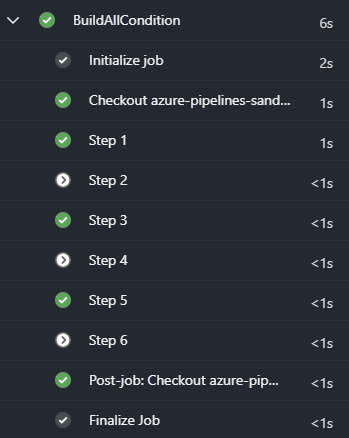 BuildAllCondition 6s
Initialize job 2s
Checkout azure-pipelines-sand... 1s
Step 1 1s
Step 2 <1s
Step 3 <1s
Step 4 <1s
Step 5 <1s
Step 6 <1s
Post-job: Checkout azure-pip... <1s
Finalize Job <1s